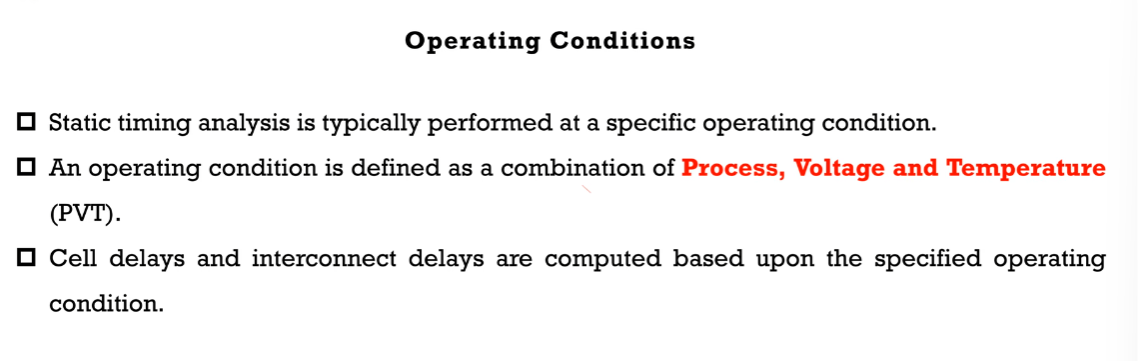 Operating Conditions
Static timing analysis is typically performed at a specific operating condition.
An operating condition is defined as a combination of Process, Voltage and Temperature
(PVT).
Cell delays and interconnect delays are computed based upon the specified operating
condition.